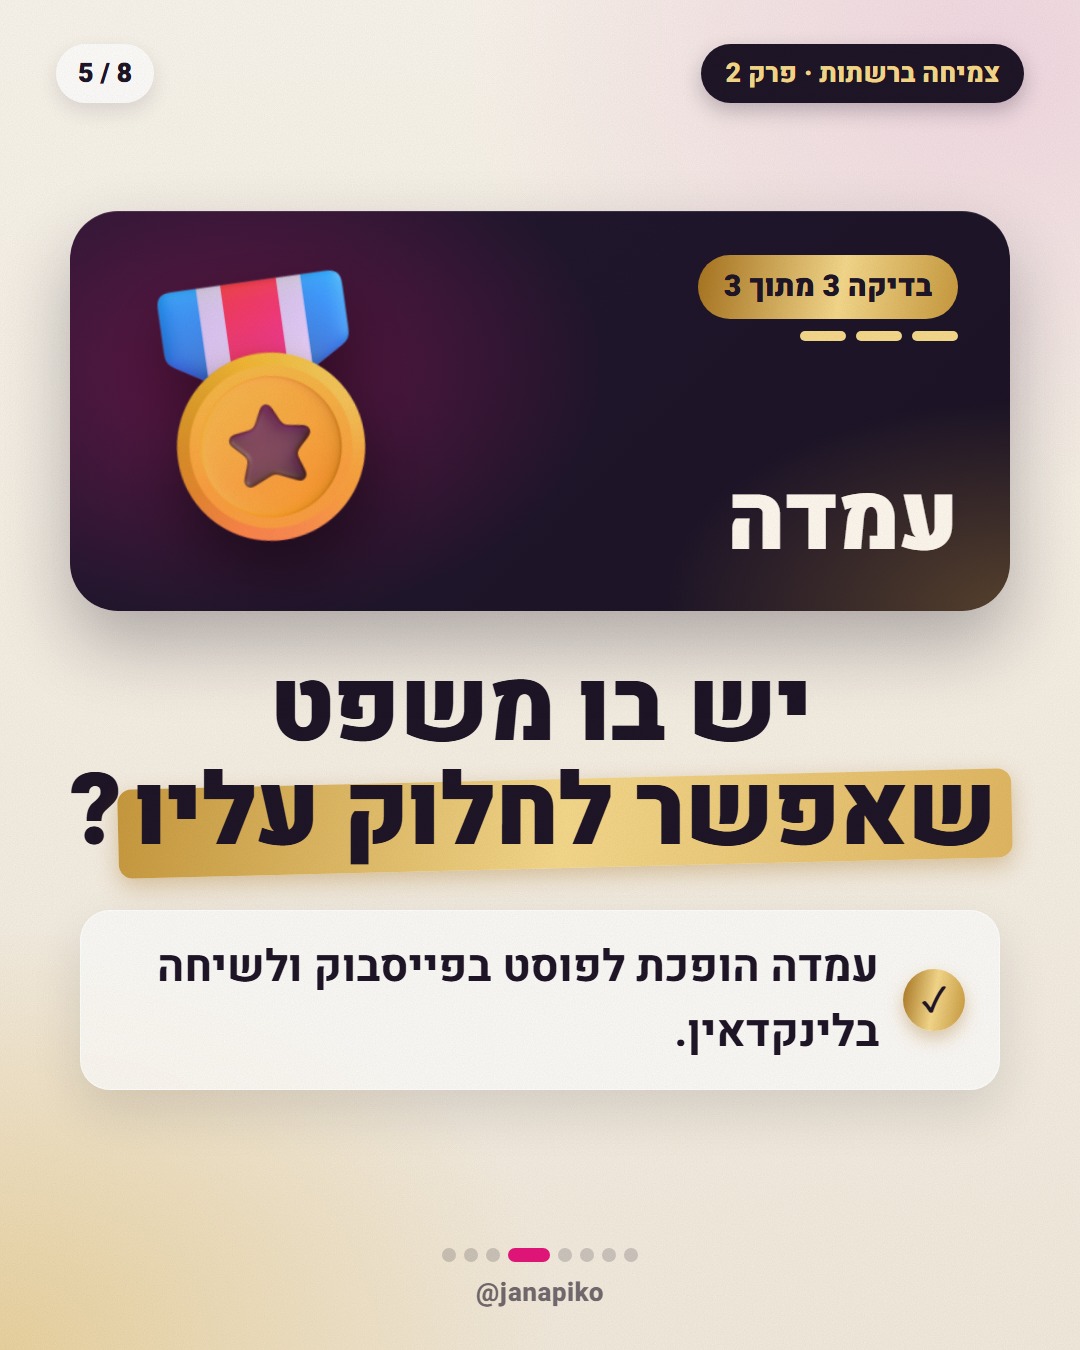 צמיחה ברשתות · פרק 2
5 / 8
בדיקה 3 מתוך 3
עמדה
יש בו משפט
שאפשר לחלוק עליו?
עמדה הופכת לפוסט בפייסבוק ולשיחה
בלינקדאין.
@janapiko